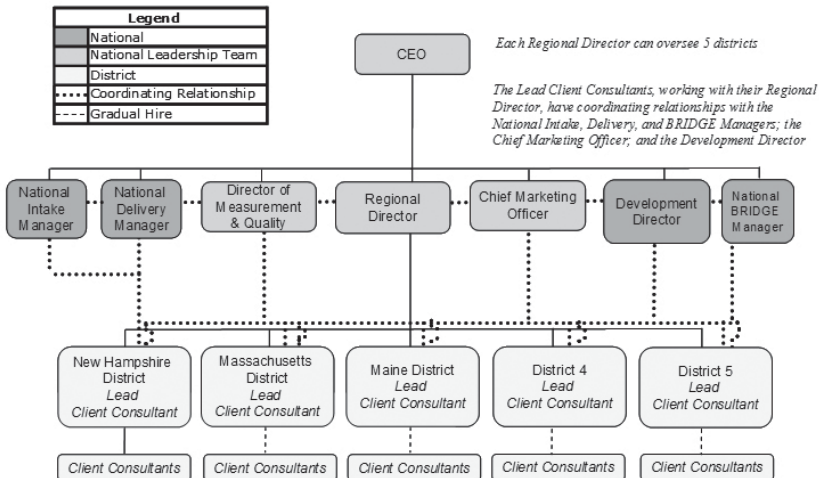 Legend
National
National Leadership Team
District
Coordinating Relationship
Gradual Hire
CEO
Each Regional Director can oversee 5 districts
The Lead Client Consultants, working with their Regional
Director, have coordinating relationships with the
National Intake, Delivery, and BRIDGE Managers; the
Chief Marketing Officer; and the Development Director
National
Intake
Manager
National
Delivery
Manager
Director of
Measurement
& Quality
Regional
Director
Chief Marketing
Officer
Development
Director
National
BRIDGE
Manager
New Hampshire
District
Lead
Client Consultant
Massachusetts
District
Lead
Client Consultant
Maine District
Lead
Client Consultant
District 4
Lead
Client Consultant
District 5
Lead
Client Consultant
Client Consultants
Client Consultants
Client Consultants
Client Consultants
Client Consultants